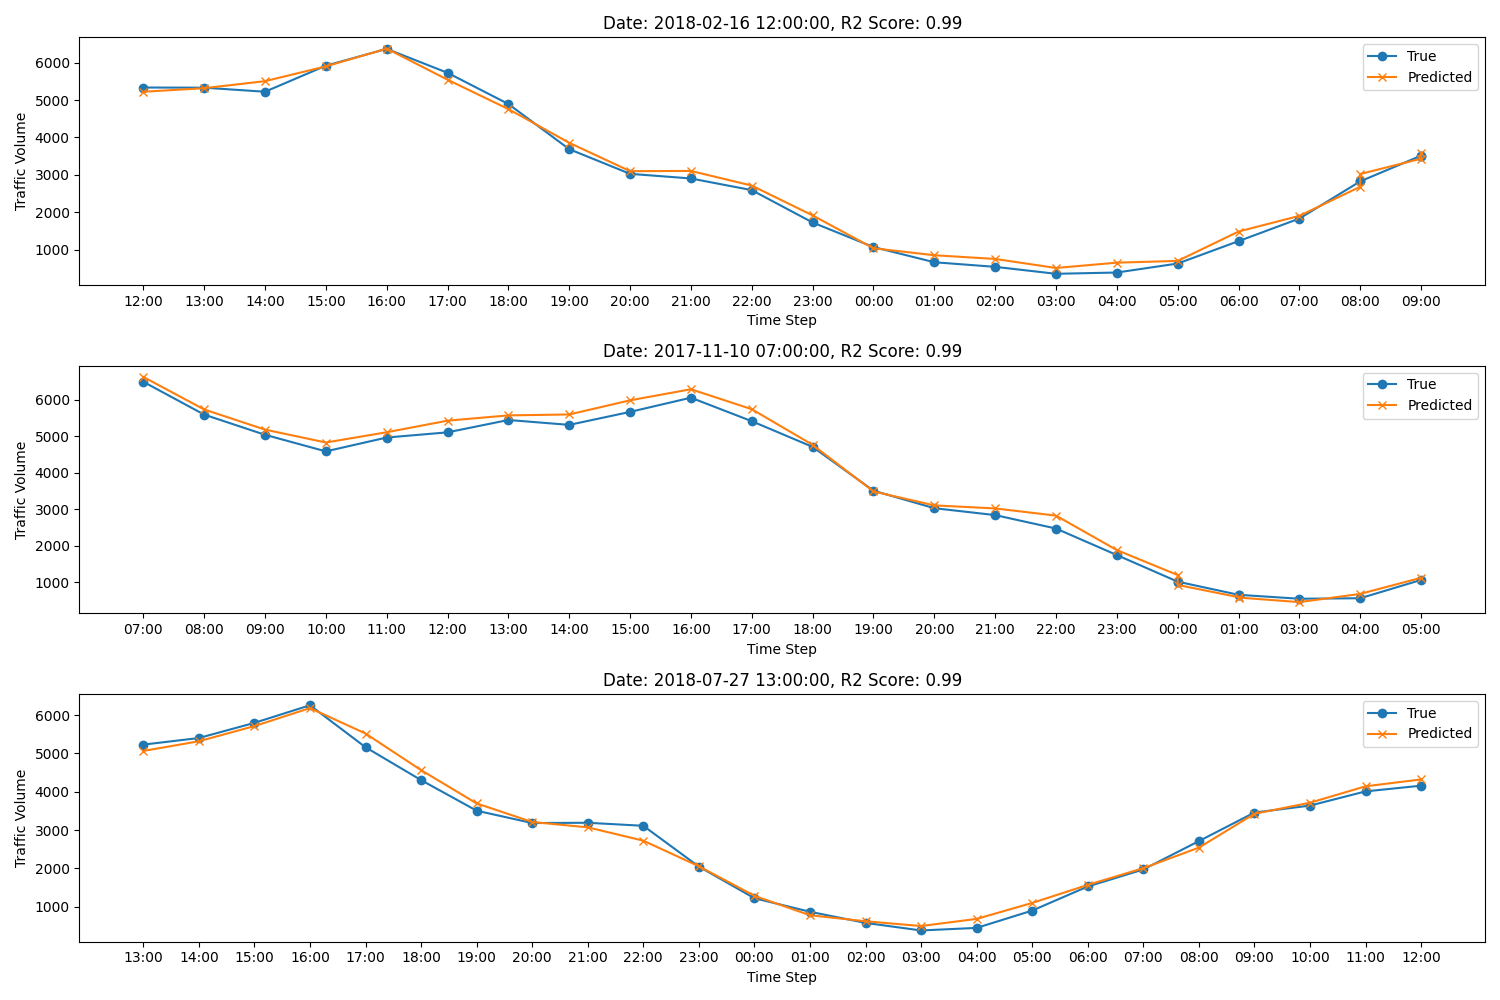 Date: 2018-02-16 12:00:00, R2 Score: 0.99
True
Predicted
Traffic Volume
6000
5000
4000
3000
2000
1000
12:00 13:00 14:00 15:00 16:00 17:00 18:00 19:00 20:00 21:00 22:00 23:00 00:00 01:00 02:00 03:00 04:00 05:00 06:00 07:00 08:00 09:00
Time Step
Date: 2017-11-10 07:00:00, R2 Score: 0.99
True
Predicted
Traffic Volume
6000
5000
4000
3000
2000
1000
07:00 08:00 09:00 10:00 11:00 12:00 13:00 14:00 15:00 16:00 17:00 18:00 19:00 20:00 21:00 22:00 23:00 00:00 01:00 03:00 04:00 05:00
Time Step
Date: 2018-07-27 13:00:00, R2 Score: 0.99
True
Predicted
Traffic Volume
6000
5000
4000
3000
2000
1000
13:00 14:00 15:00 16:00 17:00 18:00 19:00 20:00 21:00 22:00 23:00 00:00 01:00 02:00 03:00 04:00 05:00 06:00 07:00 08:00 09:00 10:00 11:00 12:00
Time Step